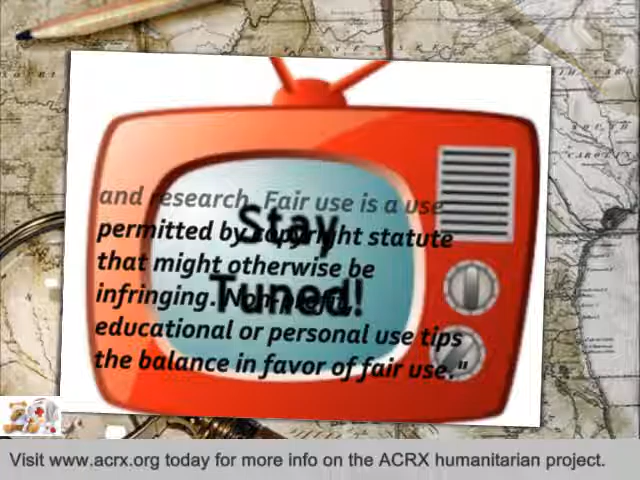 and research. Fair use is a use
permitted by copyright statute
that might otherwise be
infringing. Non-profit,
educational or personal use tips
the balance in favor of fair use."
Stay
Tuned!
Visit www.acrx.org today for more info on the ACRX humanitarian project.